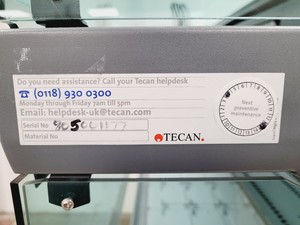 Do you need assistance? Call your Tecan helpdesk
☎ (0118) 930 0300
Monday through Friday 7am till 5pm
Email: helpdesk-uk@tecan.com
Serial No
Material No
TECAN.
Next
preventive
maintenance